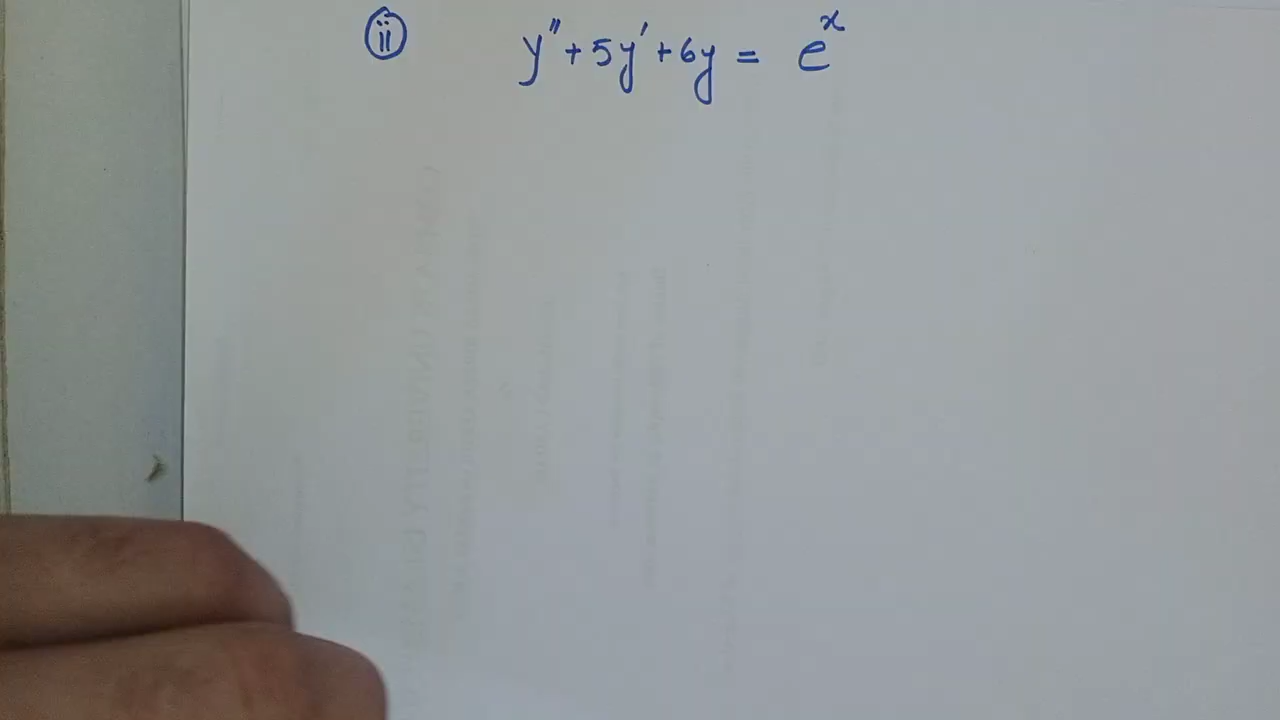 (ii) y'' + 5y' + 6y = e^x